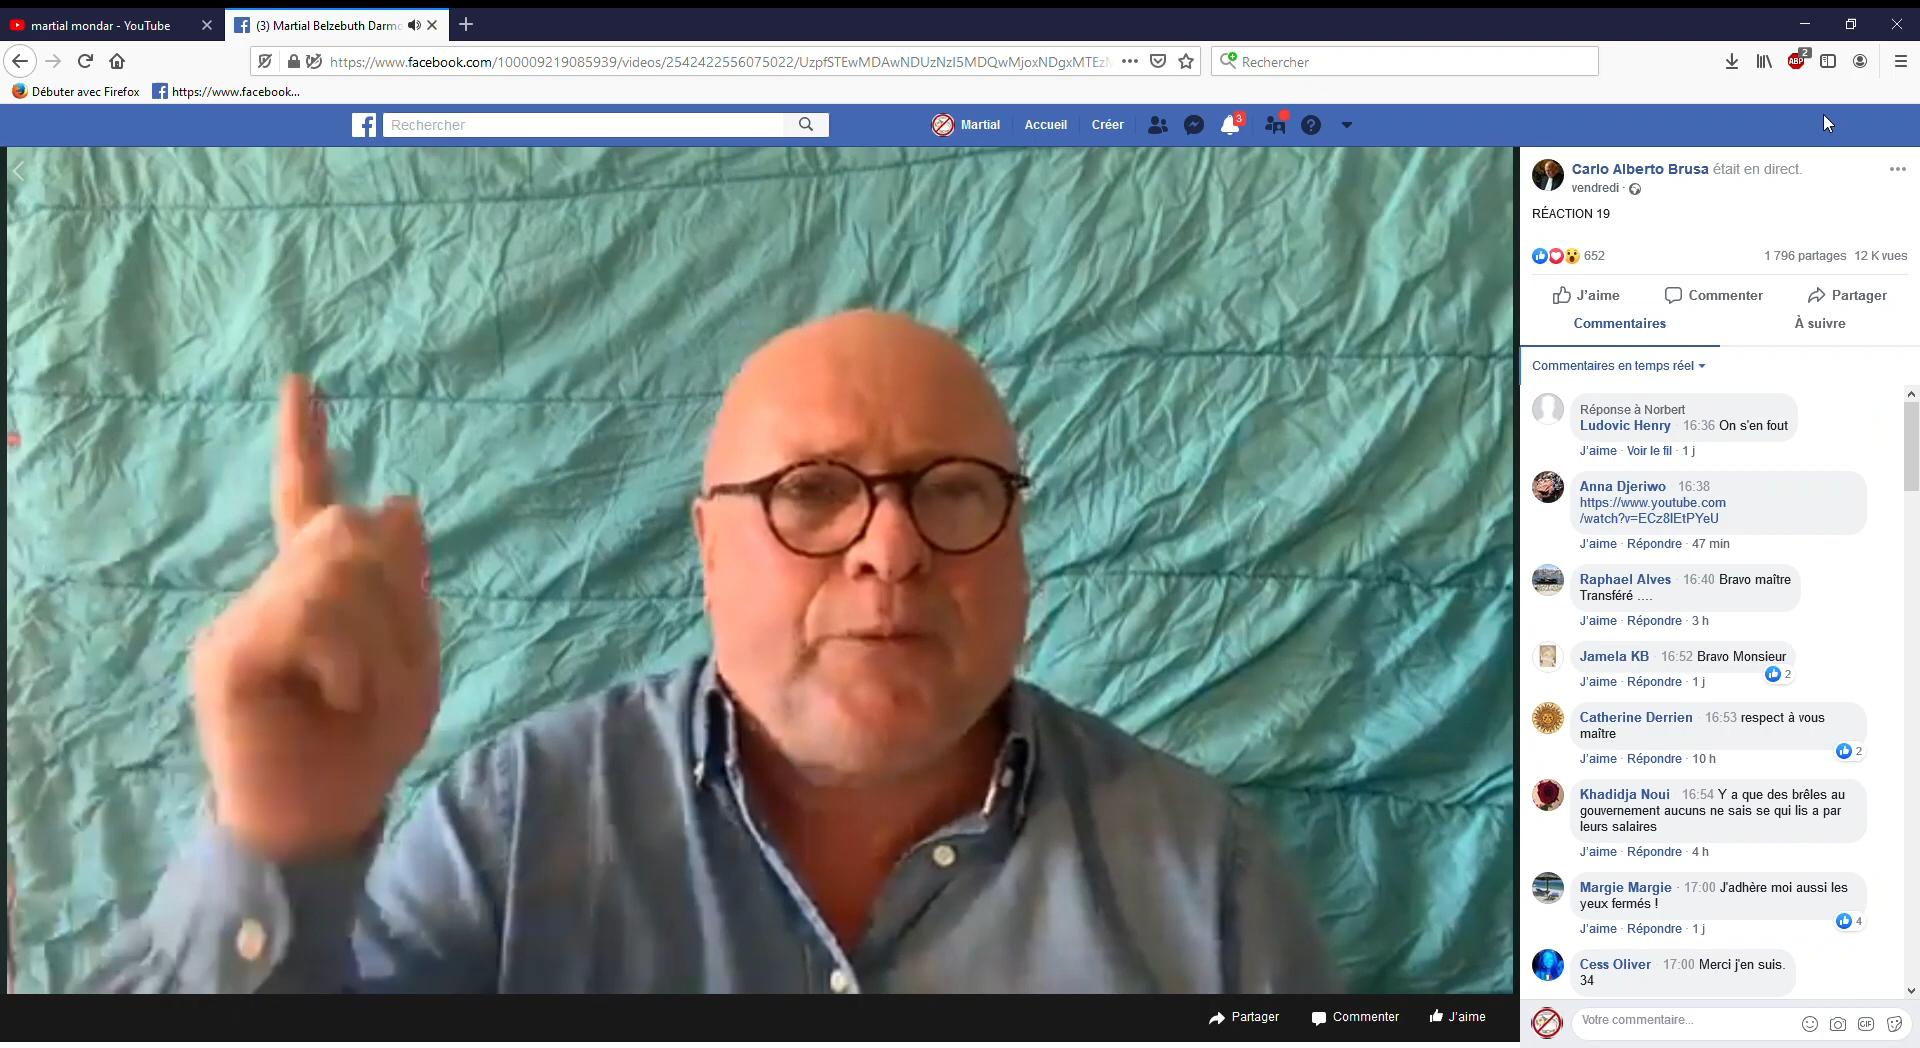 martial mondar - YouTube
(3) Martial Belzebuth Darmo
https://www.facebook.com/100009219085939/videos/2542422556075022/
Rechercher
ABP
2
Débuter avec Firefox
https://www.facebook...
Rechercher
Martial
Accueil
Créer
3
Carlo Alberto Brusa était en direct.
vendredi ·
RÉACTION 19
652
1 796 partages 12 K vues
J'aime
Commenter
Partager
Commentaires
À suivre
Commentaires en temps réel
Réponse à Norbert
Ludovic Henry · 16:36 On s'en fout
J'aime · Voir le fil · 1 j
Anna Djeriwo · 16:38
https://www.youtube.com
/watch?v=ECz8IEtPYeU
J'aime · Répondre · 47 min
Raphael Alves · 16:40 Bravo maître
Transféré ....
J'aime · Répondre · 3 h
Jamela KB · 16:52 Bravo Monsieur
2
J'aime · Répondre · 1 j
Catherine Derrien · 16:53 respect à vous
maître
2
J'aime · Répondre · 10 h
Khadidja Noui · 16:54 Y a que des brêles au
gouvernement aucuns ne sais se qui lis a par
leurs salaires
J'aime · Répondre · 4 h
Margie Margie · 17:00 J'adhère moi aussi les
yeux fermés !
4
J'aime · Répondre · 1 j
Cess Oliver · 17:00 Merci j'en suis.
34
Partager
Commenter
J'aime
Votre commentaire...
GIF